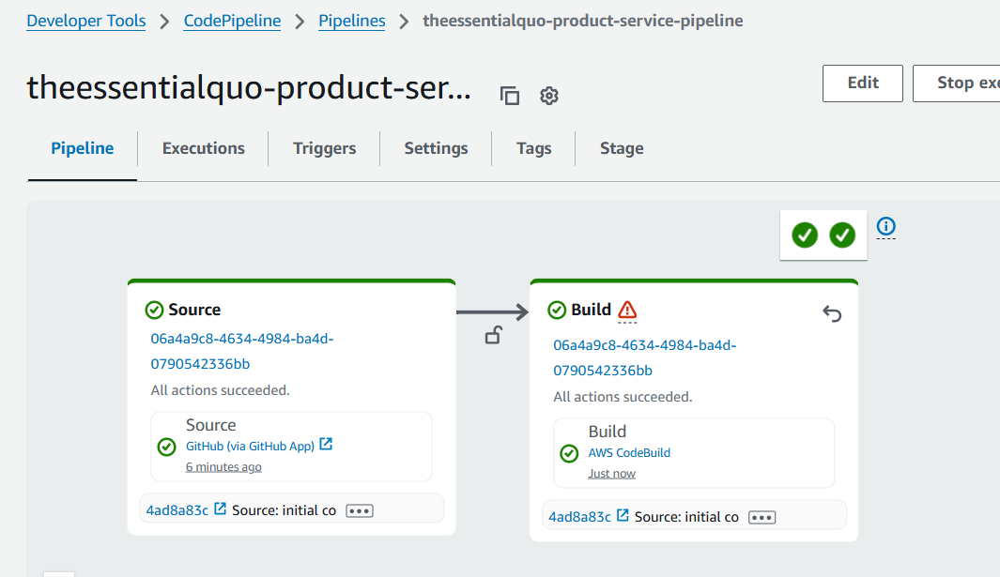 Developer Tools > CodePipeline > Pipelines > theessentialquo-product-service-pipeline
theessentialquo-product-ser...
Edit
Stop exe
Pipeline
Executions
Triggers
Settings
Tags
Stage
Source
06a4a9c8-4634-4984-ba4d-
0790542336bb
All actions succeeded.
Source
GitHub (via GitHub App)
6 minutes ago
4ad8a83c Source: initial co
Build
06a4a9c8-4634-4984-ba4d-
0790542336bb
All actions succeeded.
Build
AWS CodeBuild
Just now
4ad8a83c Source: initial co